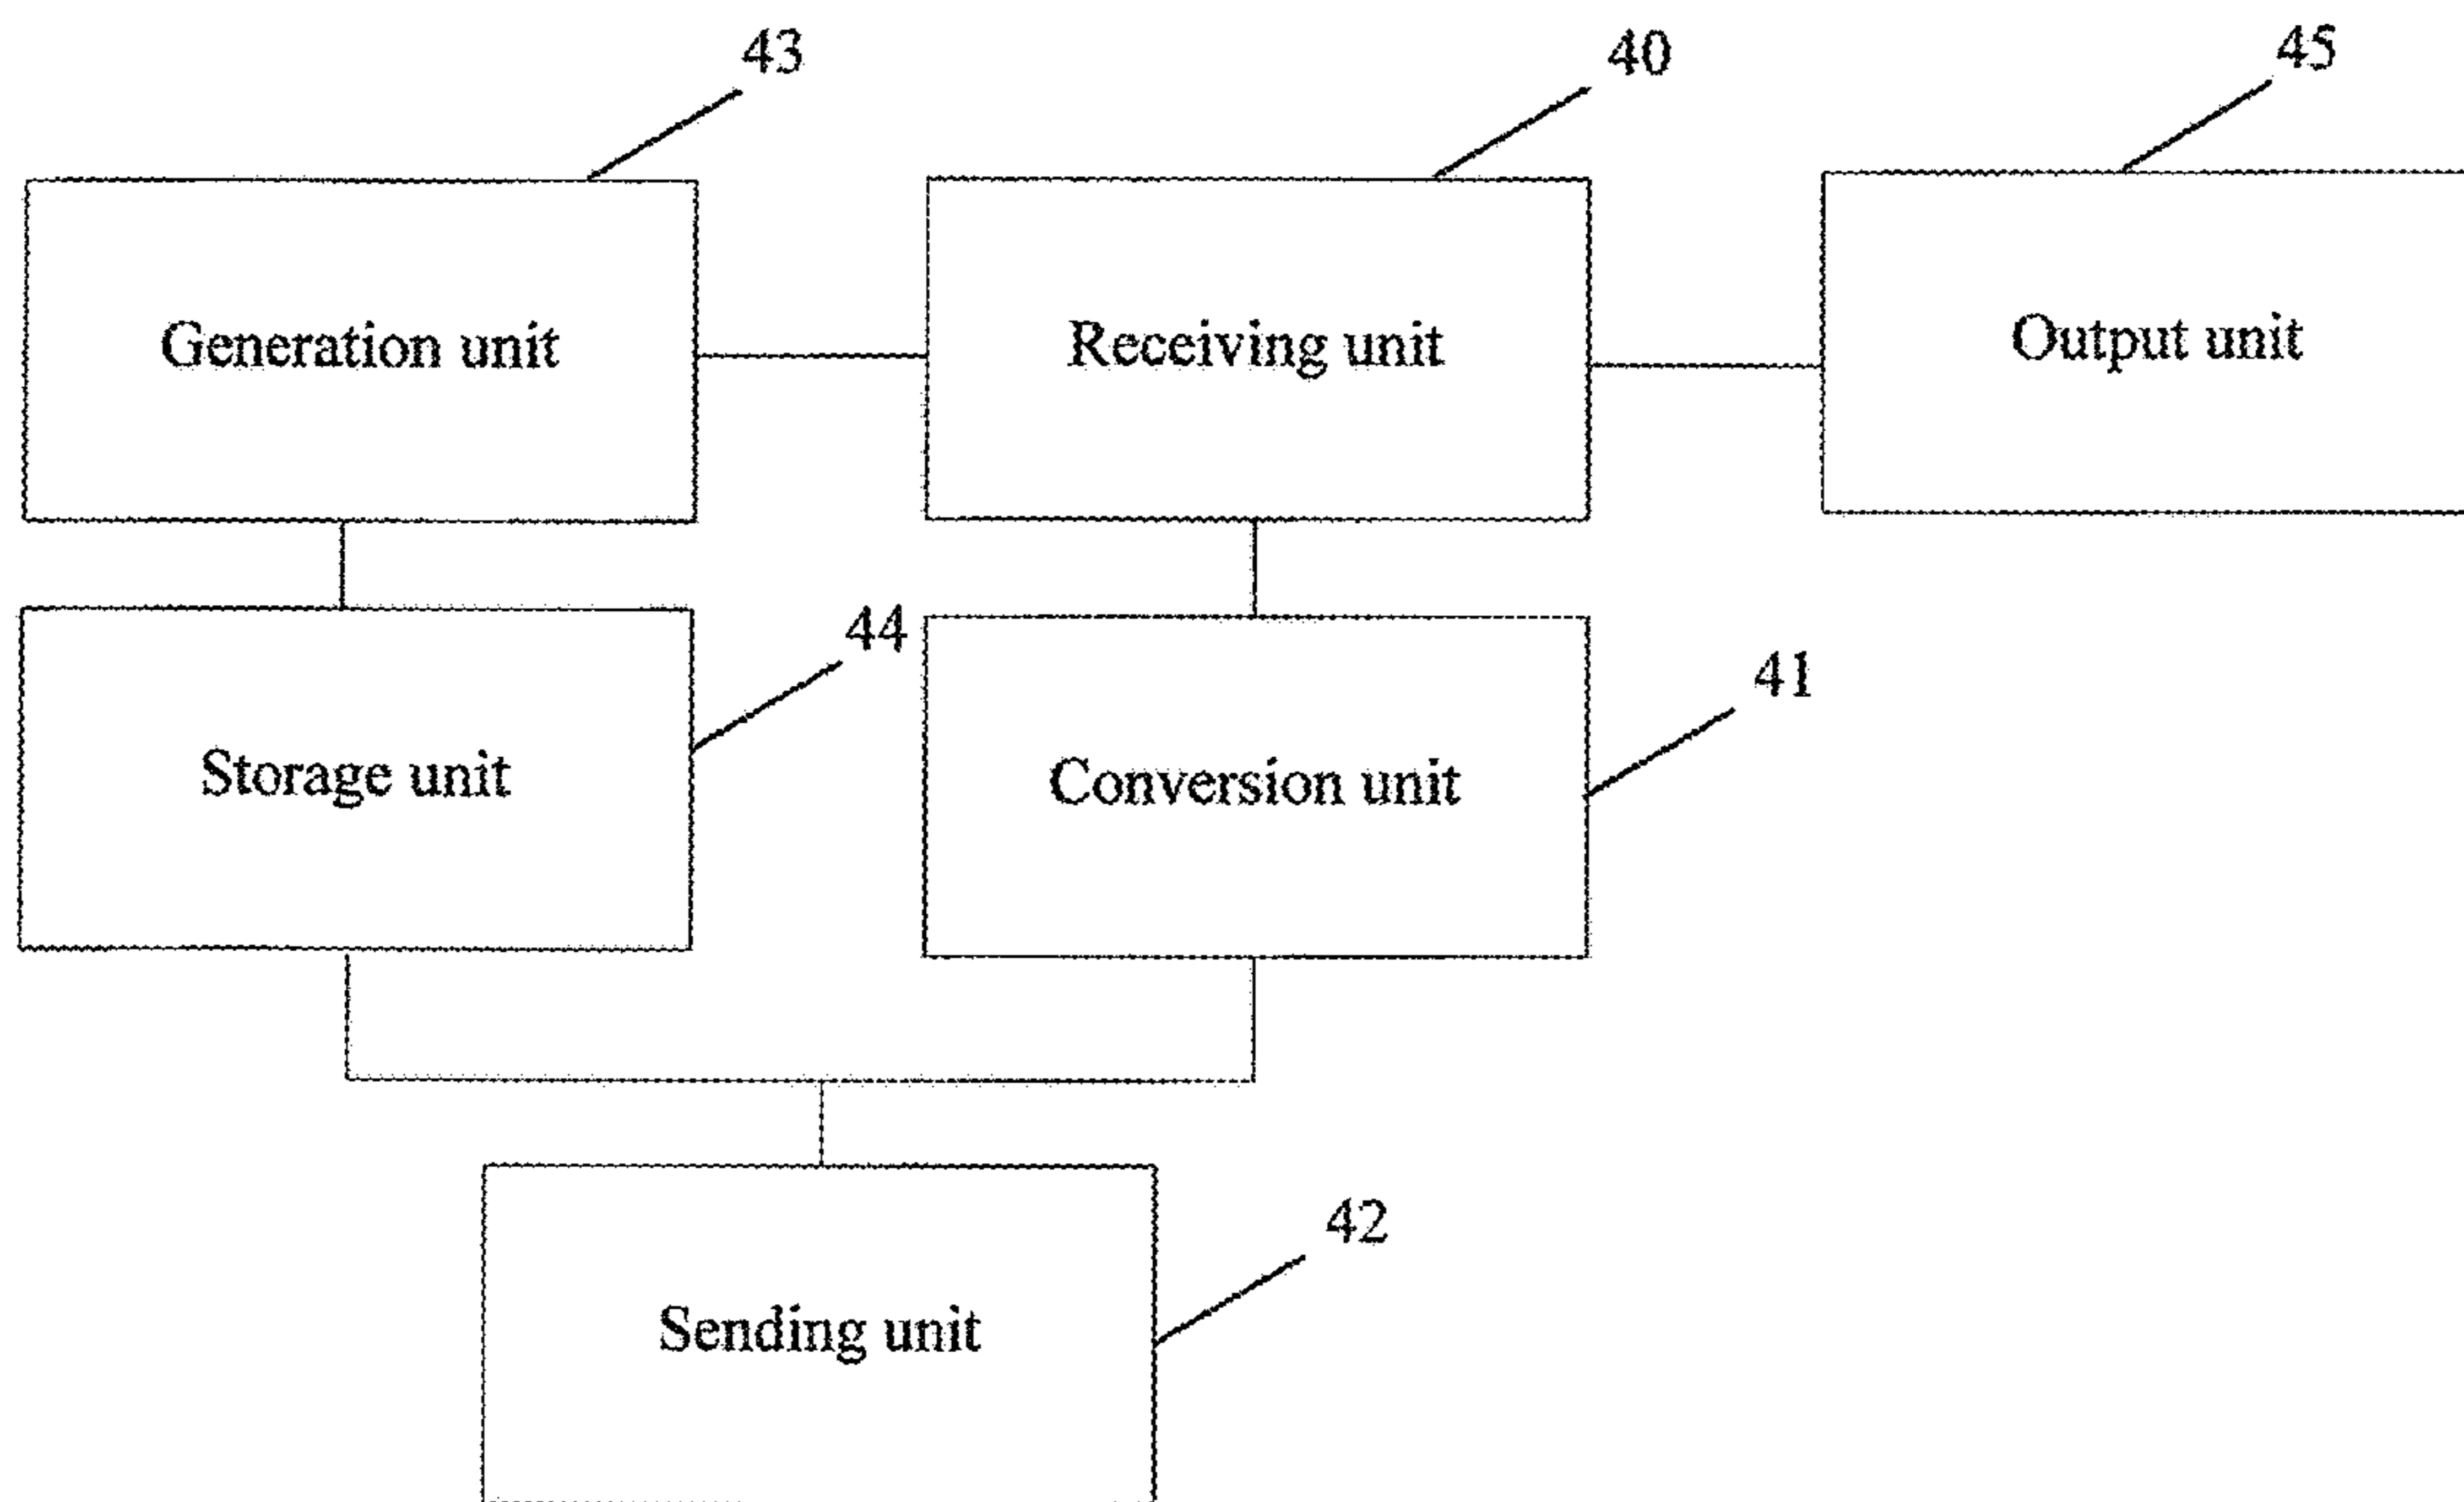 43
40
45
Generation unit
Receiving unit
Output unit
44
41
Storage unit
Conversion unit
42
Sending unit